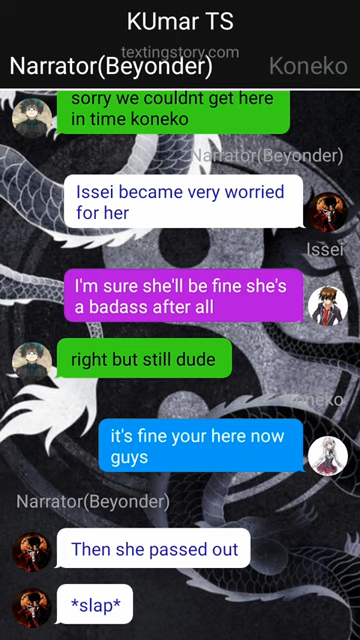 KUmar TS
textingstory.com
Narrator(Beyonder) Koneko
sorry we couldnt get here
in time koneko
Narrator(Beyonder)
Issei became very worried
for her
Issei
I'm sure she'll be fine she's
a badass after all
right but still dude
Koneko
it's fine your here now
guys
Narrator(Beyonder)
Then she passed out
*slap*